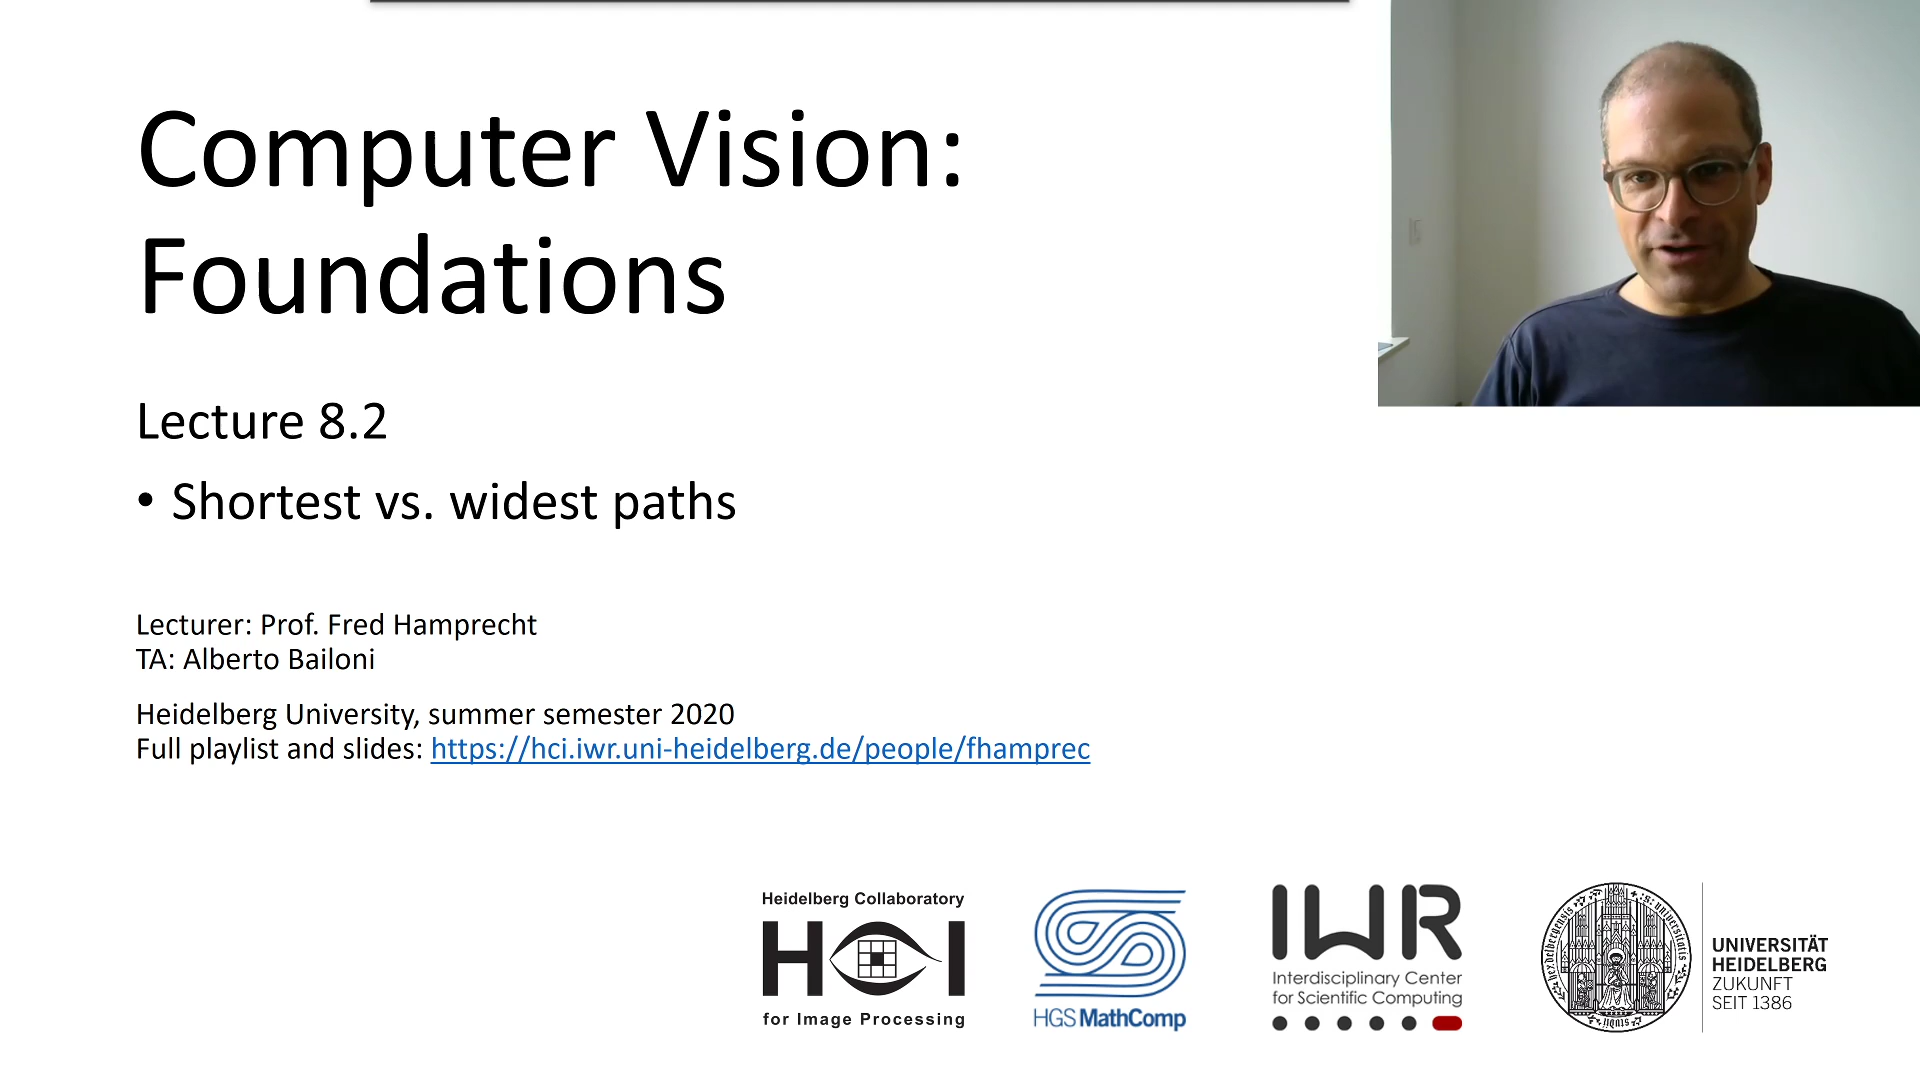 Computer Vision:
Foundations
Lecture 8.2
• Shortest vs. widest paths
Lecturer: Prof. Fred Hamprecht
TA: Alberto Bailoni
Heidelberg University, summer semester 2020
Full playlist and slides: https://hci.iwr.uni-heidelberg.de/people/fhamprec
Heidelberg Collaboratory
HCI
for Image Processing
HGS MathComp
IWR
Interdisciplinary Center
for Scientific Computing
UNIVERSITÄT
HEIDELBERG
ZUKUNFT
SEIT 1386